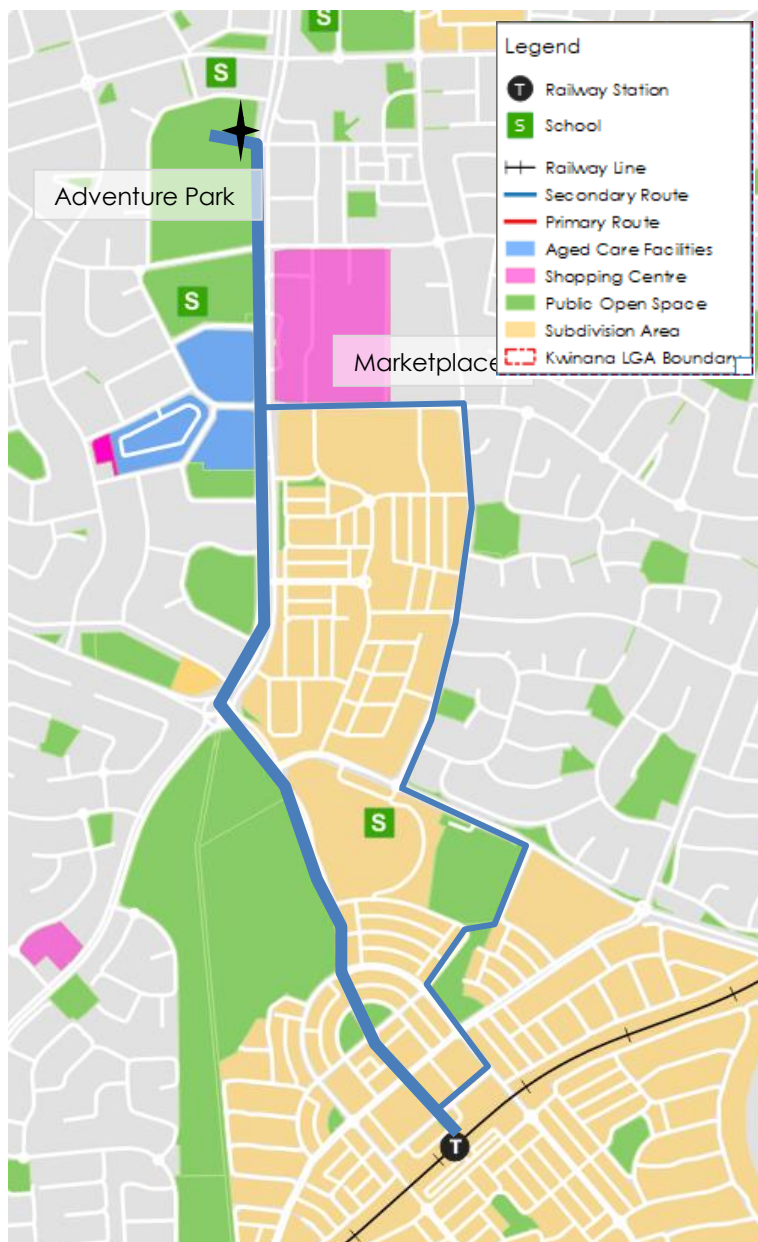 S
Legend
S
T Railway Station
S School
Adventure Park
Railway Line
Secondary Route
Primary Route
Aged Care Facilities
Shopping Centre
S
Public Open Space
Subdivision Area
Marketplace
Kwinana LGA Boundary
S
T